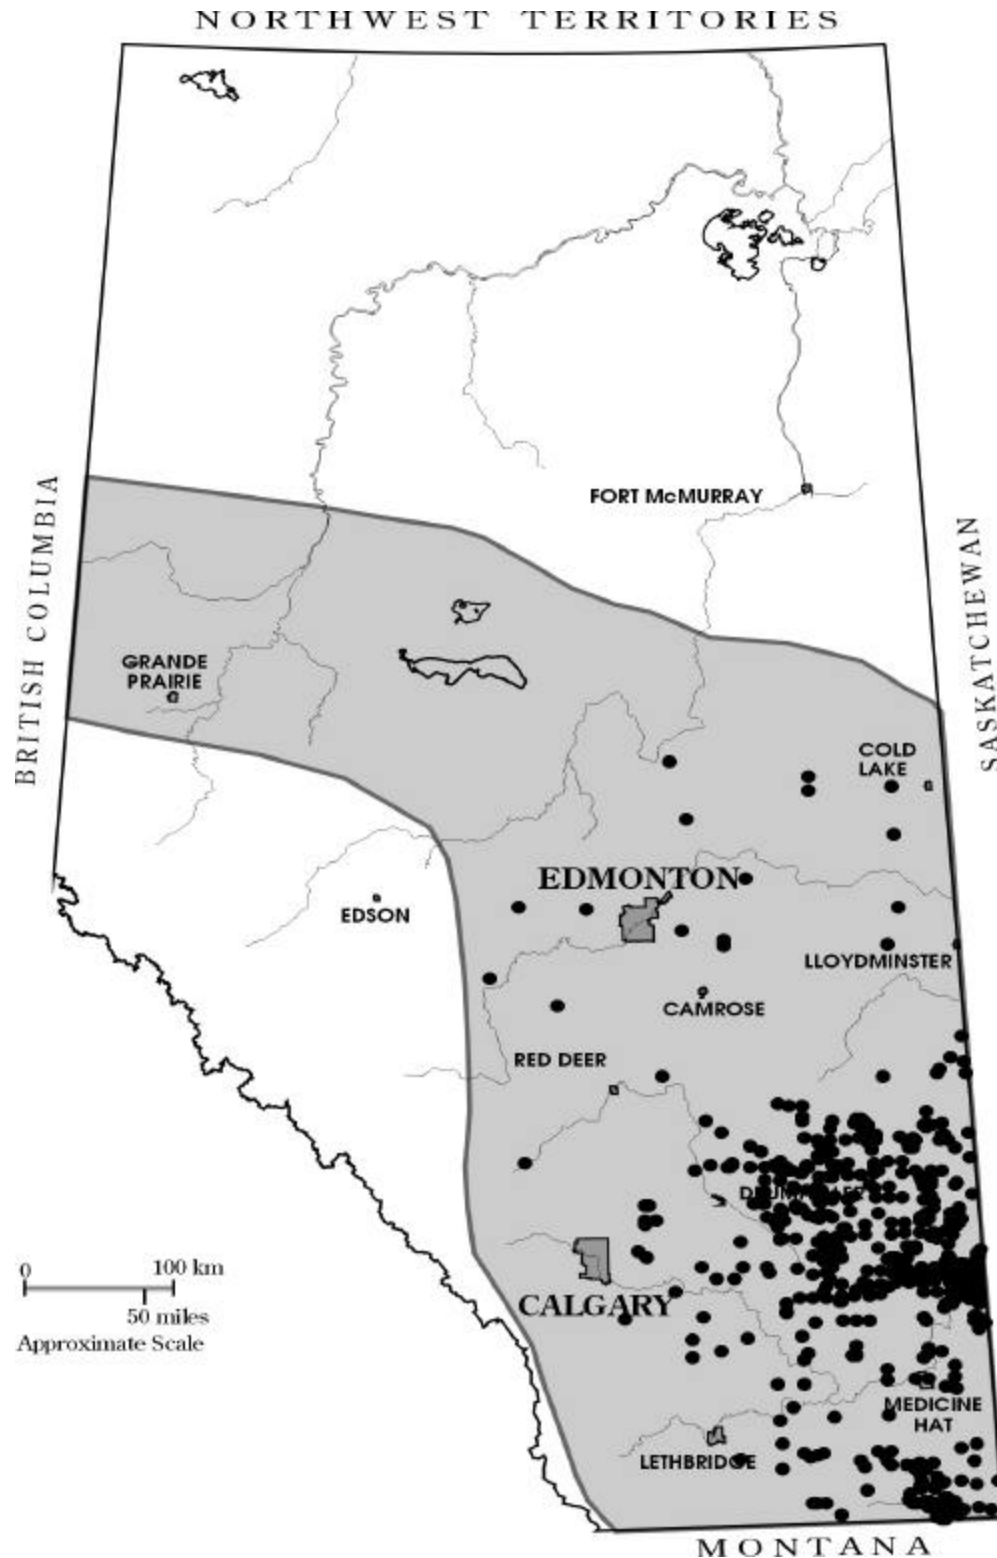 NORTHWEST TERRITORIES
BRITISH COLUMBIA
FORT McMURRAY
SASKATCHEWAN
GRANDE
PRAIRIE
COLD
LAKE
EDMONTON
EDSON
LLOYDMINSTER
CAMROSE
RED DEER
DRUMHELLER
0
100 km
50 miles
Approximate Scale
CALGARY
MEDICINE
HAT
LETHBRIDGE
MONTANA